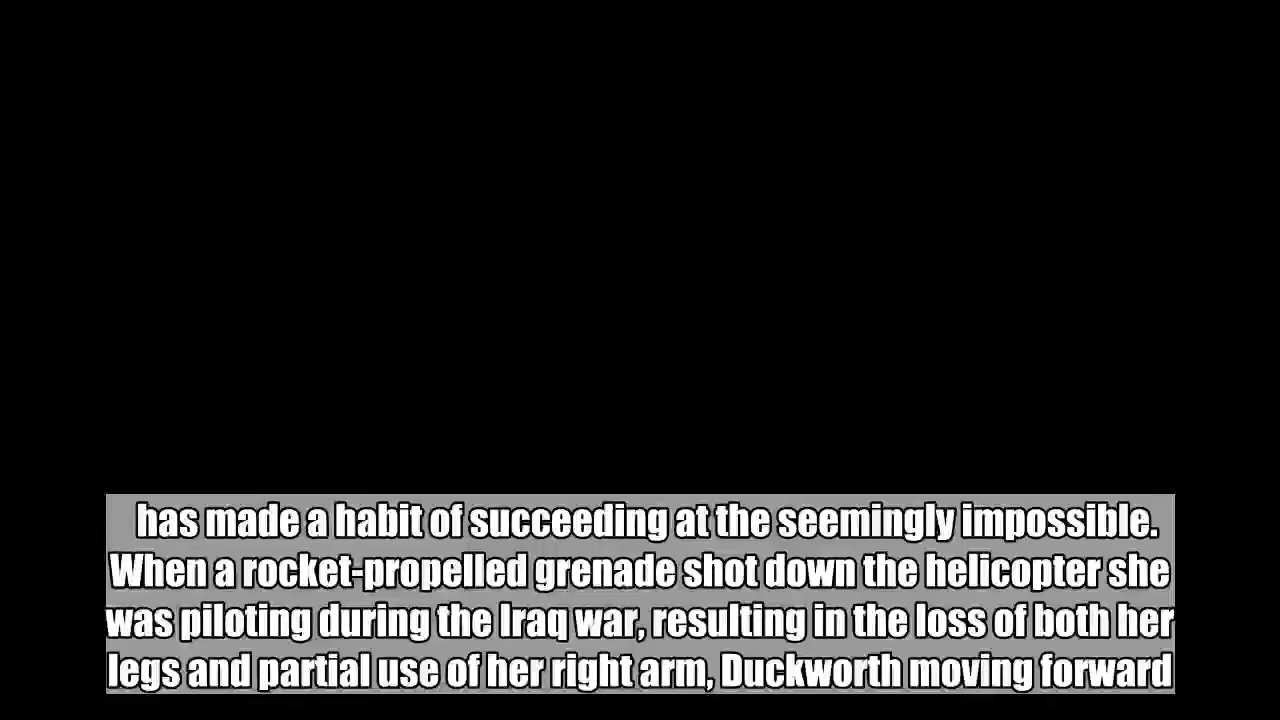 has made a habit of succeeding at the seemingly impossible.
When a rocket-propelled grenade shot down the helicopter she
was piloting during the Iraq war, resulting in the loss of both her
legs and partial use of her right arm, Duckworth moving forward